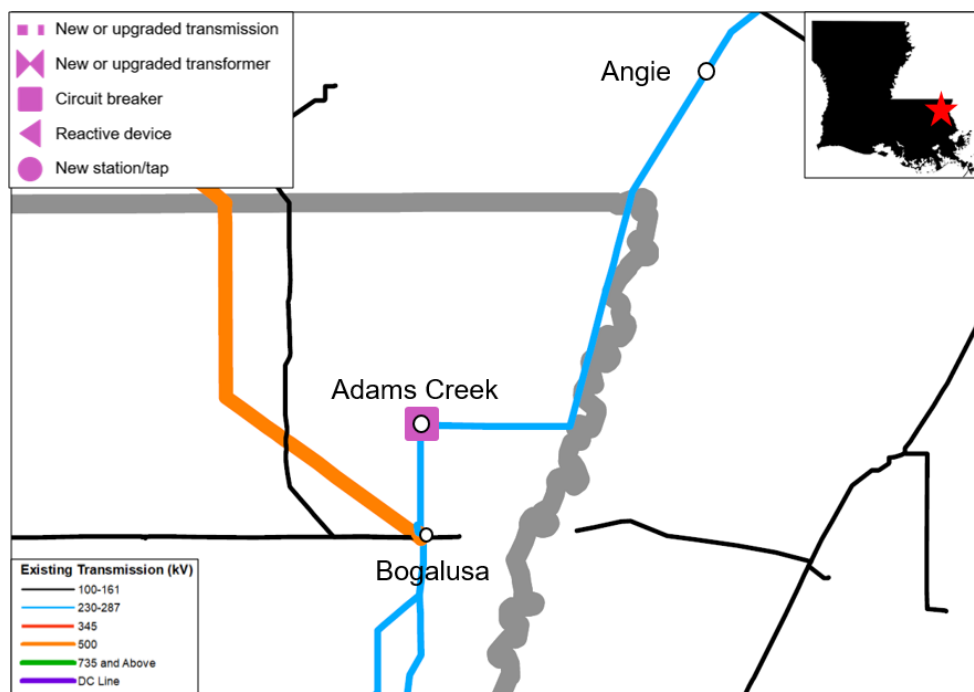 New or upgraded transmission
New or upgraded transformer
Circuit breaker
Reactive device
New station/tap
Angie
Adams Creek
Bogalusa
Existing Transmission (kV)
100-161
230-287
345
500
735 and Above
DC Line